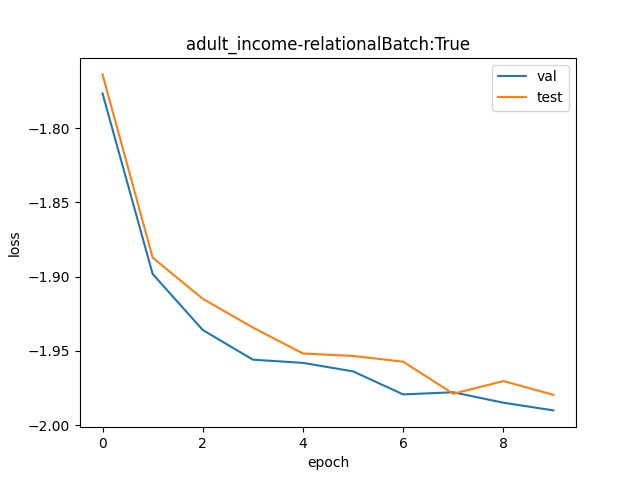 adult_income-relationalBatch:True
val
test
loss
−1.80
−1.85
−1.90
−1.95
−2.00
0 2 4 6 8
epoch